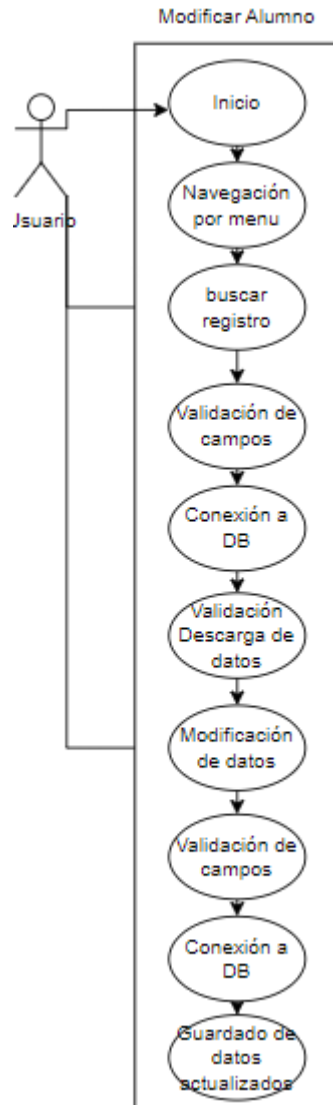 Modificar Alumno
Inicio
Usuario
Navegación
por menu
buscar
registro
Validación de
campos
Conexión a
DB
Validación
Descarga de
datos
Modificación
de datos
Validación de
campos
Conexión a
DB
Guardado de
datos
actualizados